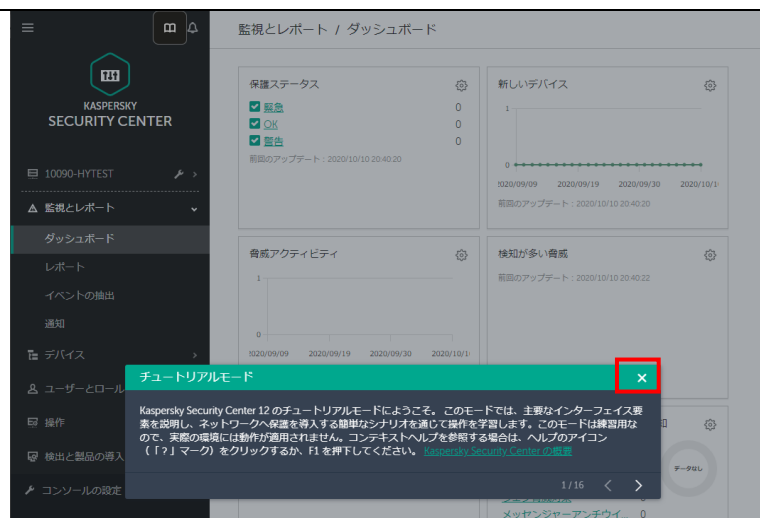 監視とレポート / ダッシュボード
KASPERSKY
SECURITY CENTER
10090-HYTEST
監視とレポート
ダッシュボード
レポート
イベントの抽出
通知
デバイス
ユーザーとロール
操作
検出と製品の導入
コンソールの設定
保護ステータス
緊急 0
OK 0
警告 0
前回のアップデート：2020/10/10 20:40:20
新しいデバイス
1
0
2020/09/09 2020/09/19 2020/09/30 2020/10/1
前回のアップデート：2020/10/10 20:40:20
脅威アクティビティ
1
0
2020/09/09 2020/09/19 2020/09/30 2020/10/1
検知が多い脅威
前回のアップデート：2020/10/10 20:40:22
チュートリアルモード
Kaspersky Security Center 12 のチュートリアルモードにようこそ。 このモードでは、主要なインターフェイス要
素を説明し、ネットワークへ保護を導入する簡単なシナリオを通じて操作を学習します。このモードは練習用な
ので、実際の環境には動作が適用されません。コンテキストヘルプを参照する場合は、ヘルプのアイコン
（「？」マーク）をクリックするか、F1 を押下してください。 Kaspersky Security Center の概要
1 / 16
データなし
メッセンジャーアンチウイ... 0